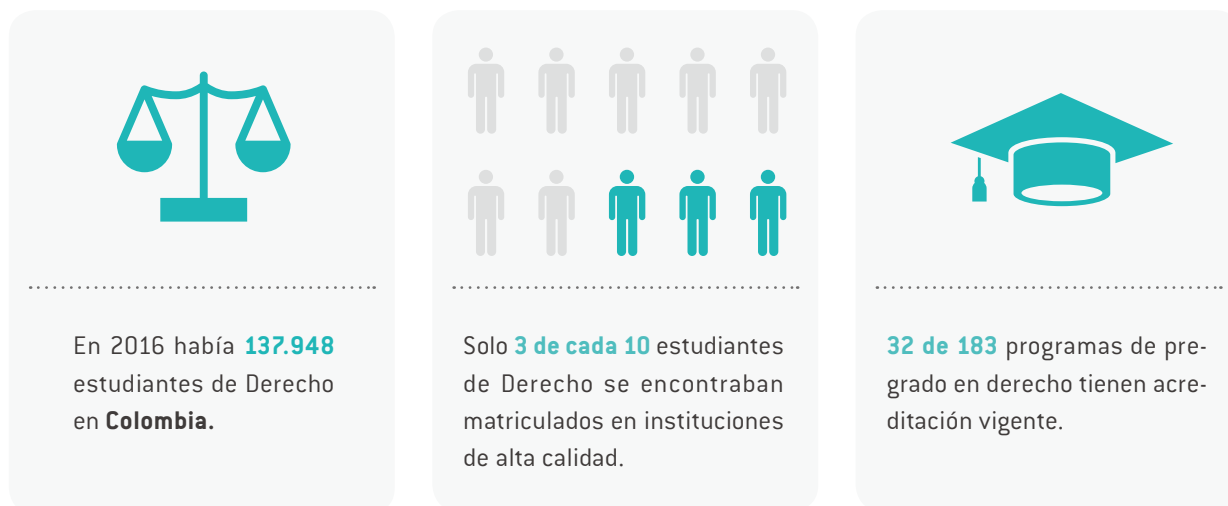 En 2016 había 137.948
estudiantes de Derecho
en Colombia.
Solo 3 de cada 10 estudiantes
de Derecho se encontraban
matriculados en instituciones
de alta calidad.
32 de 183 programas de pre-
grado en derecho tienen acre-
ditación vigente.